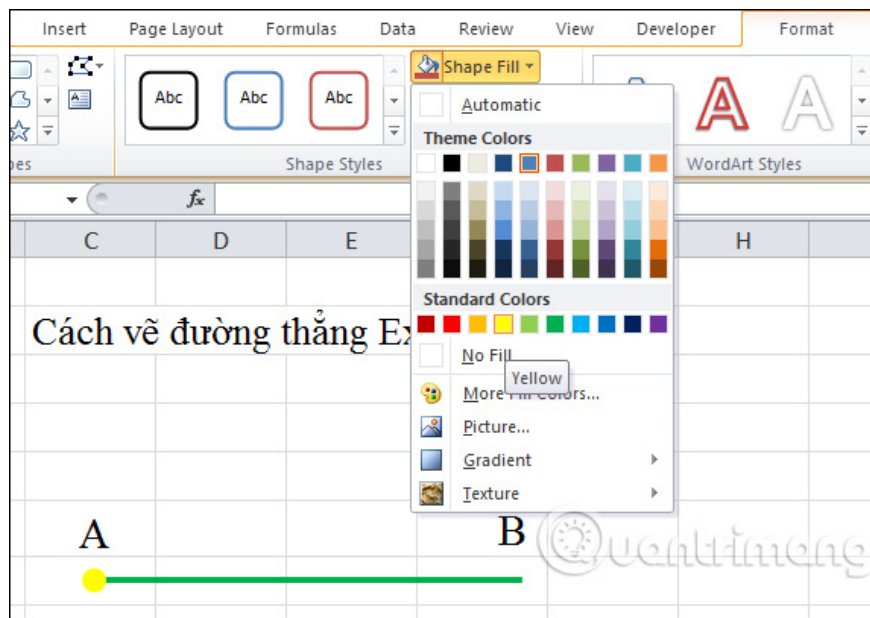 Insert Page Layout Formulas Data Review View Developer Format
Shape Fill
Abc Abc Abc
Automatic
Theme Colors
Shape Styles
WordArt Styles
fx
C D E H
Standard Colors
Cách vẽ đường thẳng Ex
No Fill
Yellow
More Fill Colors...
Picture...
Gradient
Texture
A B
Quantrimang